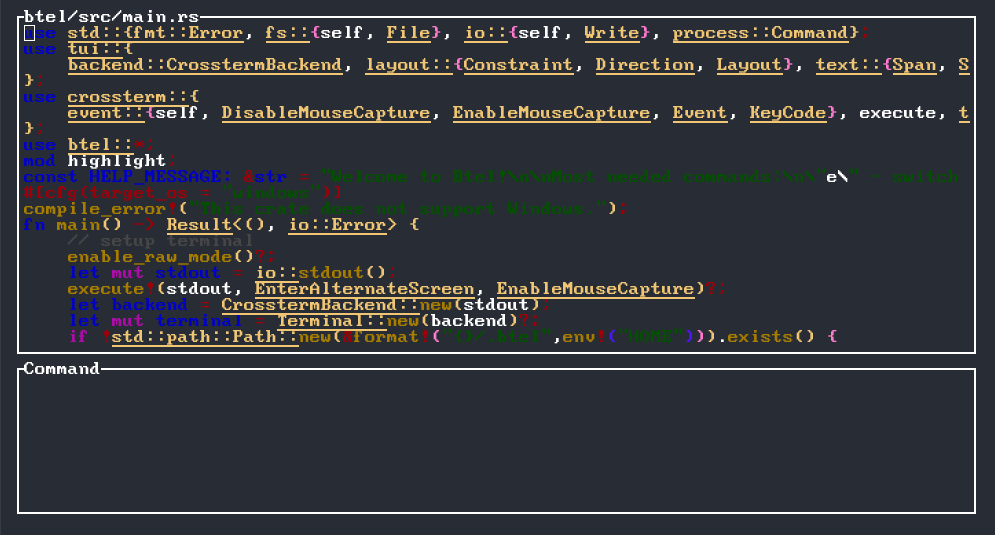 btel/src/main.rs
use std::{fmt::Error, fs::{self, File}, io::{self, Write}, process::Command};
use tui::{
    backend::CrosstermBackend, layout::{Constraint, Direction, Layout}, text::{Span, S
};
use crossterm::{
    event::{self, DisableMouseCapture, EnableMouseCapture, Event, KeyCode}, execute, t
};
use btel::*;
mod highlight;
const HELP_MESSAGE: &str = "Welcome to Btel!\n\nMost needed commands:\n\n\"e\" - switch
#[cfg(target_os = "windows")]
compile_error!("This crate does not support Windows.");
fn main() -> Result<(), io::Error> {
    // setup terminal
    enable_raw_mode()?;
    let mut stdout = io::stdout();
    execute!(stdout, EnterAlternateScreen, EnableMouseCapture)?;
    let backend = CrosstermBackend::new(stdout);
    let mut terminal = Terminal::new(backend)?;
    if !std::path::Path::new(&format!(,env!("HOME"))).exists() {
Command